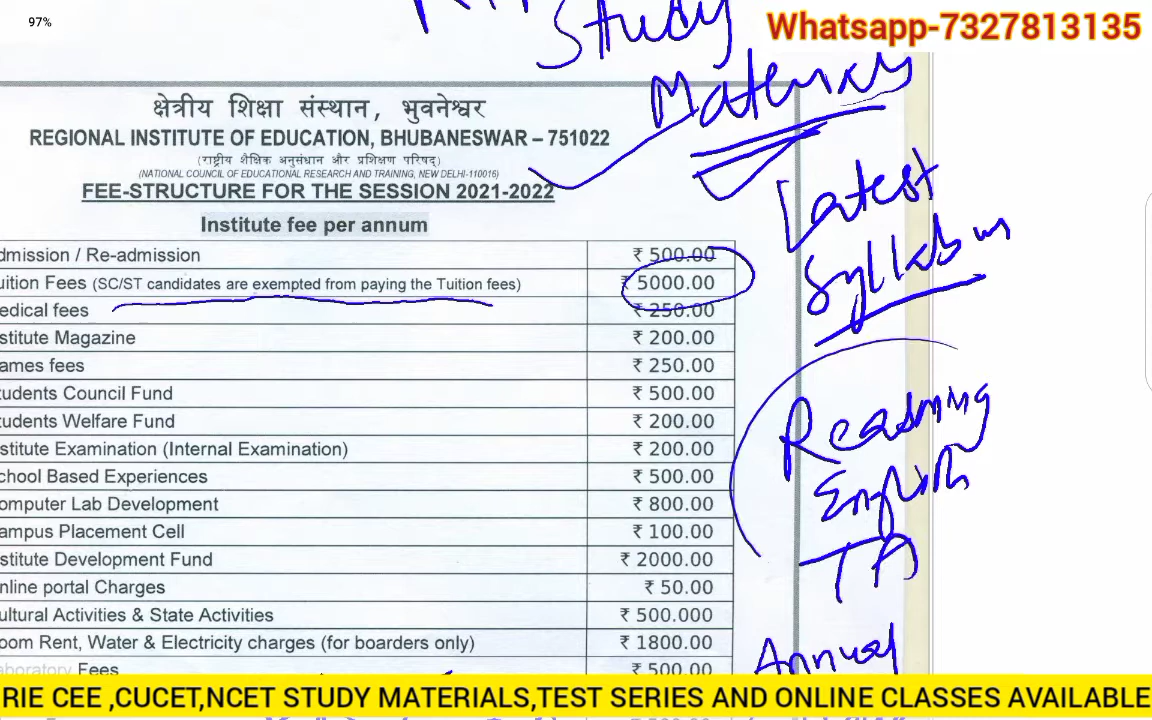 97%
Whatsapp-7327813135
Study
Materials
क्षेत्रीय शिक्षा संस्थान, भुवनेश्वर
REGIONAL INSTITUTE OF EDUCATION, BHUBANESWAR – 751022
(राष्ट्रीय शैक्षिक अनुसंधान और प्रशिक्षण परिषद्)
(NATIONAL COUNCIL OF EDUCATIONAL RESEARCH AND TRAINING, NEW DELHI-110016)
FEE-STRUCTURE FOR THE SESSION 2021-2022
Latest
Syllabus
Institute fee per annum
dmission / Re-admission ₹ 500.00
uition Fees (SC/ST candidates are exempted from paying the Tuition fees) ₹ 5000.00
edical fees ₹ 250.00
stitute Magazine ₹ 200.00
ames fees ₹ 250.00
tudents Council Fund ₹ 500.00
tudents Welfare Fund ₹ 200.00
stitute Examination (Internal Examination) ₹ 200.00
chool Based Experiences ₹ 500.00
omputer Lab Development ₹ 800.00
ampus Placement Cell ₹ 100.00
stitute Development Fund ₹ 2000.00
nline portal Charges ₹ 50.00
ultural Activities & State Activities ₹ 500.000
oom Rent, Water & Electricity charges (for boarders only) ₹ 1800.00
aboratory Fees ₹ 500.00
Reasoning
English
TA
Annual
RIE CEE ,CUCET,NCET STUDY MATERIALS,TEST SERIES AND ONLINE CLASSES AVAILABLE